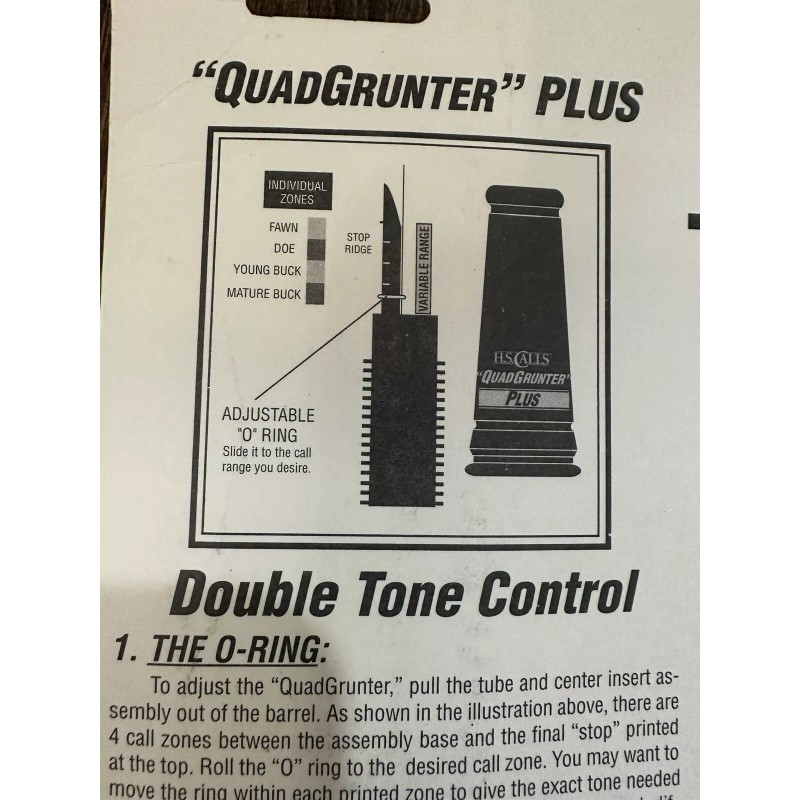 “QUADGRUNTER” PLUS
INDIVIDUAL
ZONES
FAWN
DOE
YOUNG BUCK
MATURE BUCK
STOP
RIDGE
VARIABLE RANGE
H.S. CALLS
"QUADGRUNTER"
PLUS
ADJUSTABLE
"O" RING
Slide it to the call
range you desire.
Double Tone Control
1. THE O-RING:
To adjust the “QuadGrunter,” pull the tube and center insert as-
sembly out of the barrel. As shown in the illustration above, there are
4 call zones between the assembly base and the final “stop” printed
at the top. Roll the “O” ring to the desired call zone. You may want to
move the ring within each printed zone to give the exact tone needed